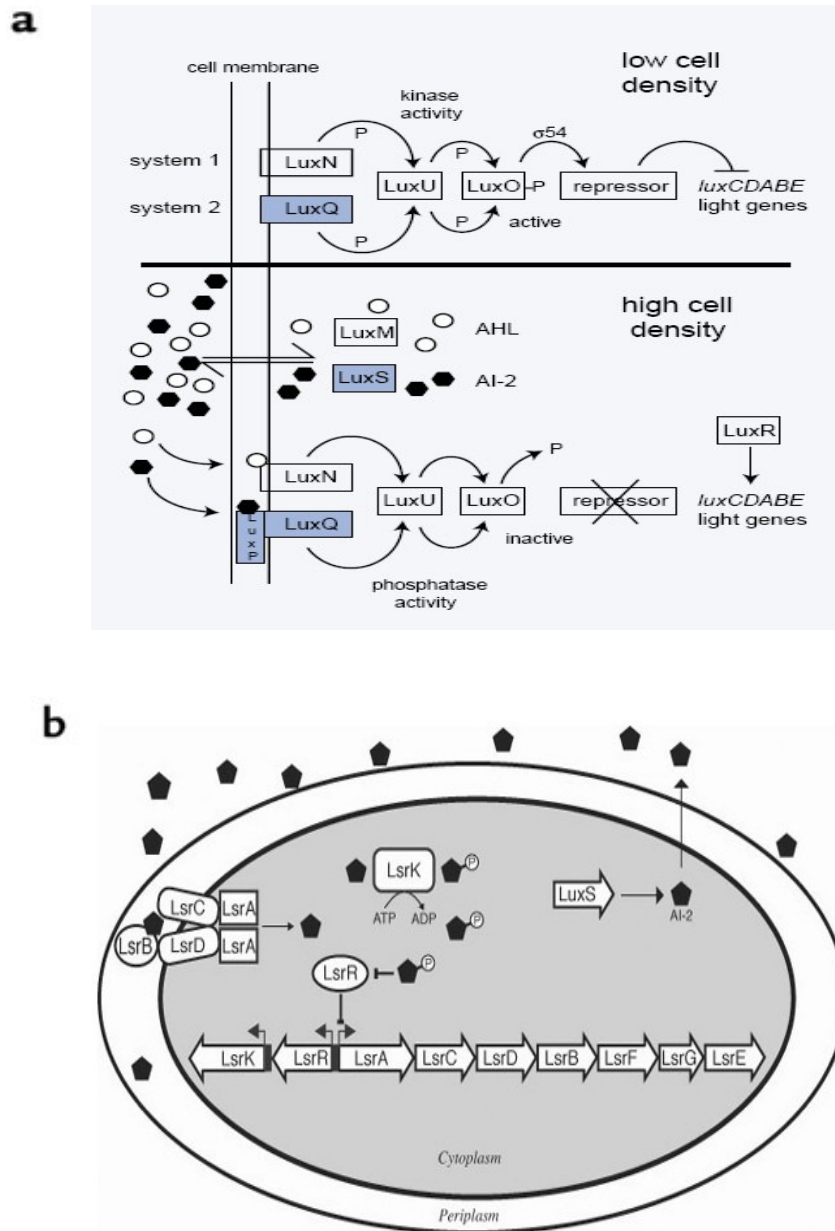 a
cell membrane
low cell
density
kinase
activity
P
P
σ54
system 1
LuxN
LuxU
LuxO
P
repressor
luxCDABE
light genes
system 2
LuxQ
P
P
active
high cell
density
LuxM
AHL
LuxS
AI-2
LuxR
P
LuxN
LuxU
LuxO
repressor
luxCDABE
light genes
LuxP
LuxQ
inactive
phosphatase
activity
b
LsrK
P
ATP
ADP
P
LuxS
AI-2
LsrC
LsrA
LsrB
LsrD
LsrA
LsrR
P
LsrK
LsrR
LsrA
LsrC
LsrD
LsrB
LsrF
LsrG
LsrE
Cytoplasm
Periplasm